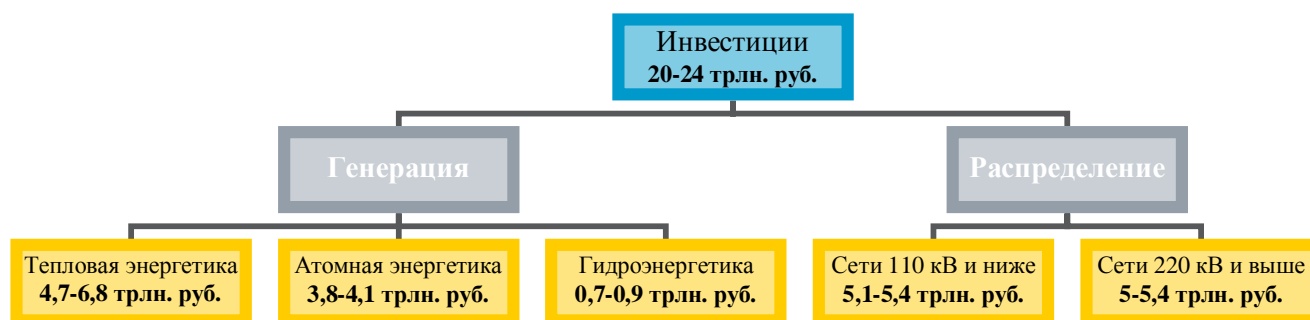 Инвестиции
20-24 трлн. руб.
Генерация
Распределение
Тепловая энергетика
4,7-6,8 трлн. руб.
Атомная энергетика
3,8-4,1 трлн. руб.
Гидроэнергетика
0,7-0,9 трлн. руб.
Сети 110 кВ и ниже
5,1-5,4 трлн. руб.
Сети 220 кВ и выше
5-5,4 трлн. руб.